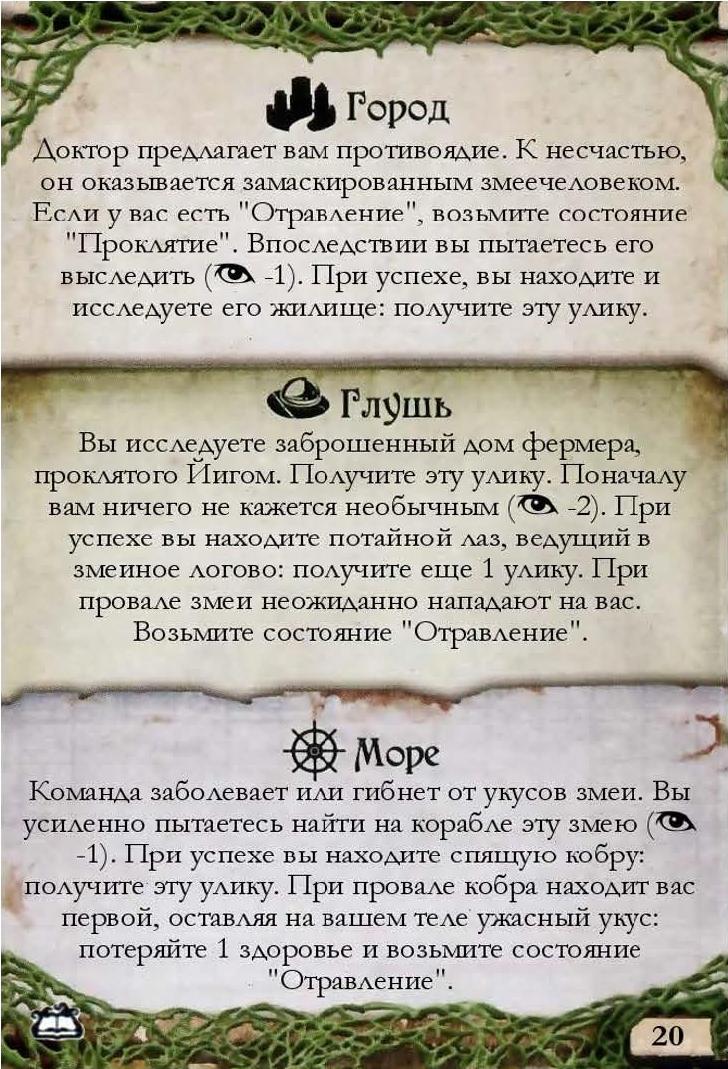 Город
Доктор предлагает вам противоядие. К несчастью,
он оказывается замаскированным змеечеловеком.
Если у вас есть "Отравление", возьмите состояние
"Проклятие". Впоследствии вы пытаетесь его
выследить ( -1). При успехе, вы находите и
исследуете его жилище: получите эту улику.
Глушь
Вы исследуете заброшенный дом фермера,
проклятого Йигом. Получите эту улику. Поначалу
вам ничего не кажется необычным ( -2). При
успехе вы находите потайной лаз, ведущий в
змеиное логово: получите еще 1 улику. При
провале змеи неожиданно нападают на вас.
Возьмите состояние "Отравление".
Море
Команда заболевает или гибнет от укусов змеи. Вы
усиленно пытаетесь найти на корабле эту змею (
-1). При успехе вы находите спящую кобру:
получите эту улику. При провале кобра находит вас
первой, оставляя на вашем теле ужасный укус:
потеряйте 1 здоровье и возьмите состояние
"Отравление".
20